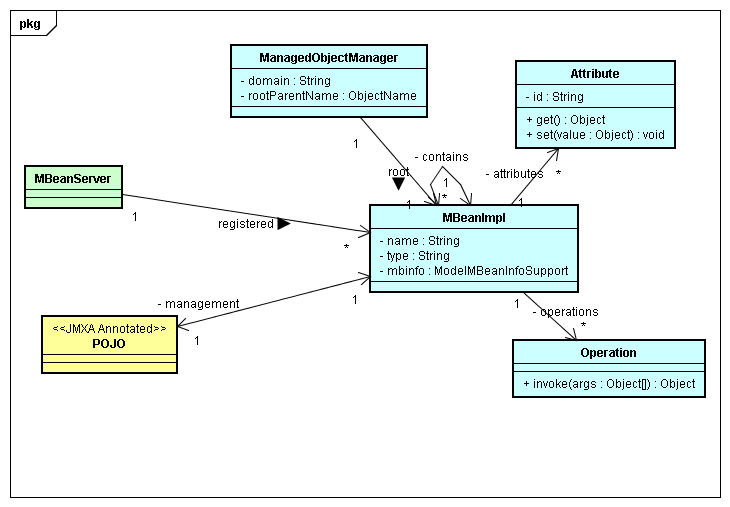 pkg
ManagedObjectManager
- domain : String
- rootParentName : ObjectName
Attribute
- id : String
+ get() : Object
+ set(value : Object) : void
1
- contains
root
1
- attributes
*
MBeanServer
1
*
1
1
MBeanImpl
- name : String
- type : String
- mbinfo : ModelMBeanInfoSupport
registered
*
- management
1
1
1
- operations
*
<<JMXA Annotated>>
POJO
Operation
+ invoke(args : Object[]) : Object